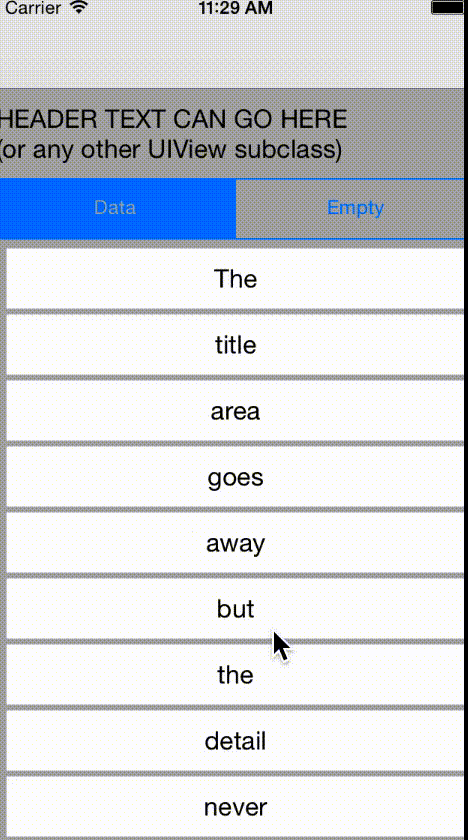 Carrier 11:29 AM
HEADER TEXT CAN GO HERE
(or any other UIView subclass)
Data Empty
The
title
area
goes
away
but
the
detail
never